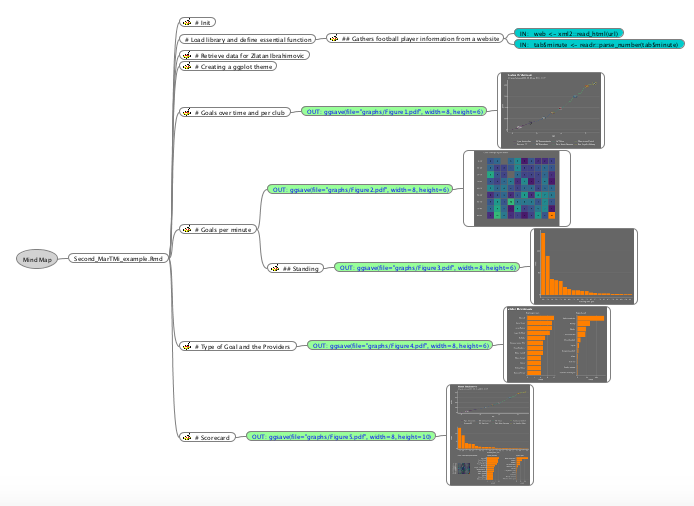 # Init
# Load library and define essential function
## Gathers football player information from a website
IN: web <- xml2::read_html(url)
IN: tab$minute <- readr::parse_number(tab$minute)
# Retrieve data for Zlatan Ibrahimovic
# Creating a ggplot theme
# Goals over time and per club
OUT: ggsave(file="graphs/Figure1.pdf", width=8, height=6)
OUT: ggsave(file="graphs/Figure2.pdf", width=8, height=6)
# Goals per minute
Mind Map
Second_MarTMi_example.Rmd
## Standing
OUT: ggsave(file="graphs/Figure3.pdf", width=8, height=6)
# Type of Goal and the Providers
OUT: ggsave(file="graphs/Figure4.pdf", width=8, height=6)
# Scorecard
OUT: ggsave(file="graphs/Figure5.pdf", width=8, height=10)